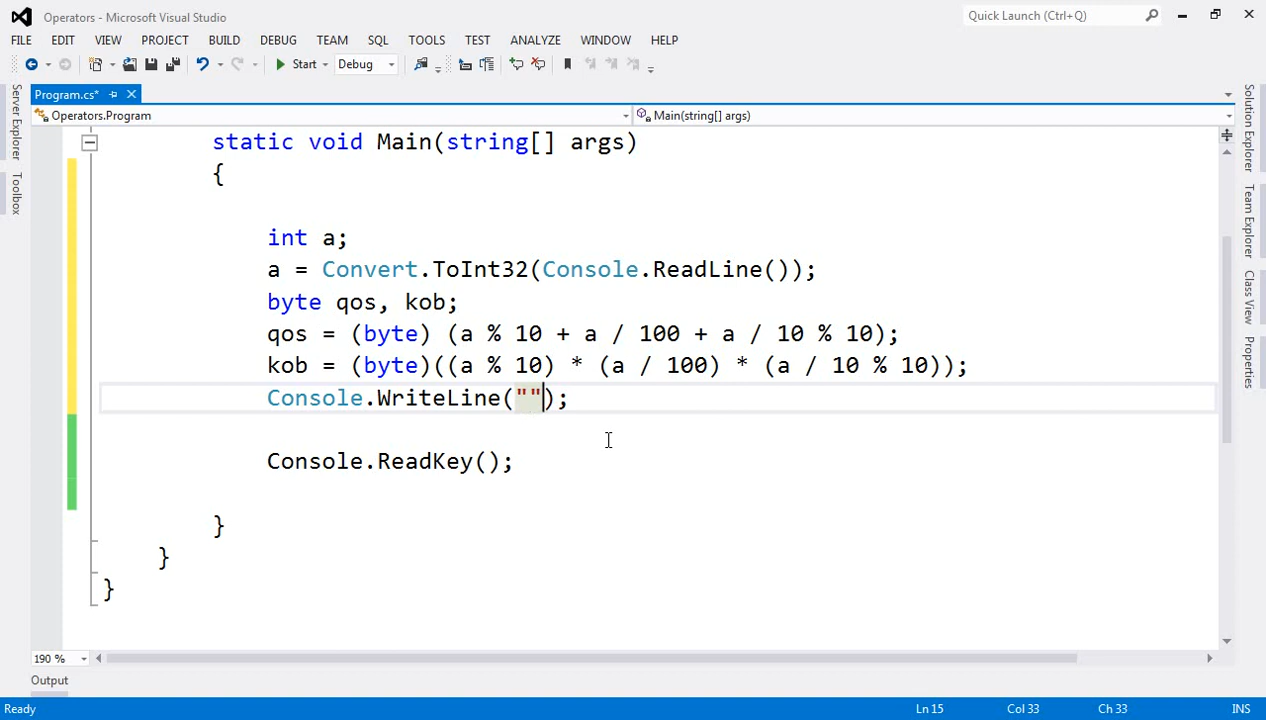 Operators - Microsoft Visual Studio
Quick Launch (Ctrl+Q)
FILE EDIT VIEW PROJECT BUILD DEBUG TEAM SQL TOOLS TEST ANALYZE WINDOW HELP
Start Debug
Program.cs*
Operators.Program Main(string[] args)
static void Main(string[] args)
{
int a;
a = Convert.ToInt32(Console.ReadLine());
byte qos, kob;
qos = (byte) (a % 10 + a / 100 + a / 10 % 10);
kob = (byte)((a % 10) * (a / 100) * (a / 10 % 10));
Console.WriteLine("");
Console.ReadKey();
}
}
}
190 %
Output
Ready Ln 15 Col 33 Ch 33 INS
Server Explorer
Toolbox
Solution Explorer
Team Explorer
Class View
Properties